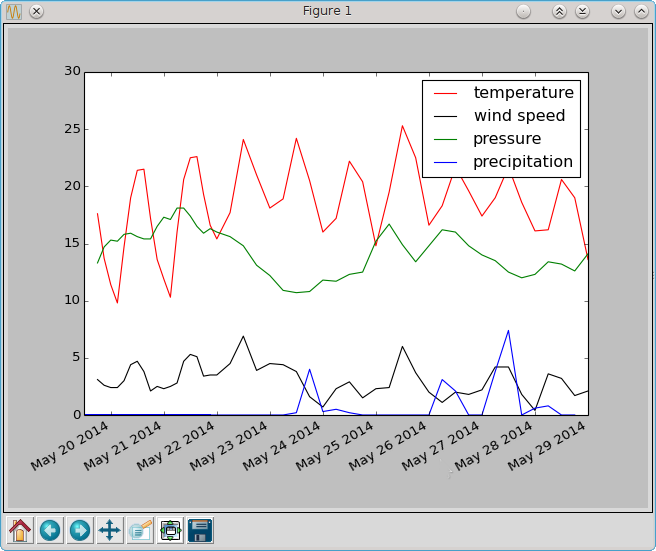 Figure 1
30
25
20
15
10
5
0
temperature
wind speed
pressure
precipitation
May 20 2014
May 21 2014
May 22 2014
May 23 2014
May 24 2014
May 25 2014
May 26 2014
May 27 2014
May 28 2014
May 29 2014